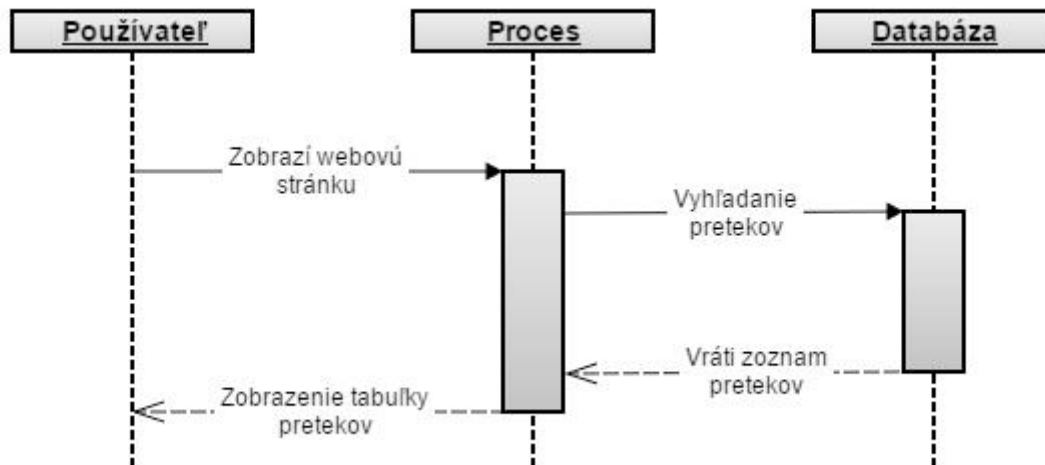 Používateľ
Proces
Databáza
Zobrazí webovú
stránku
Vyhľadanie
pretekov
Vráti zoznam
pretekov
Zobrazenie tabuľky
pretekov